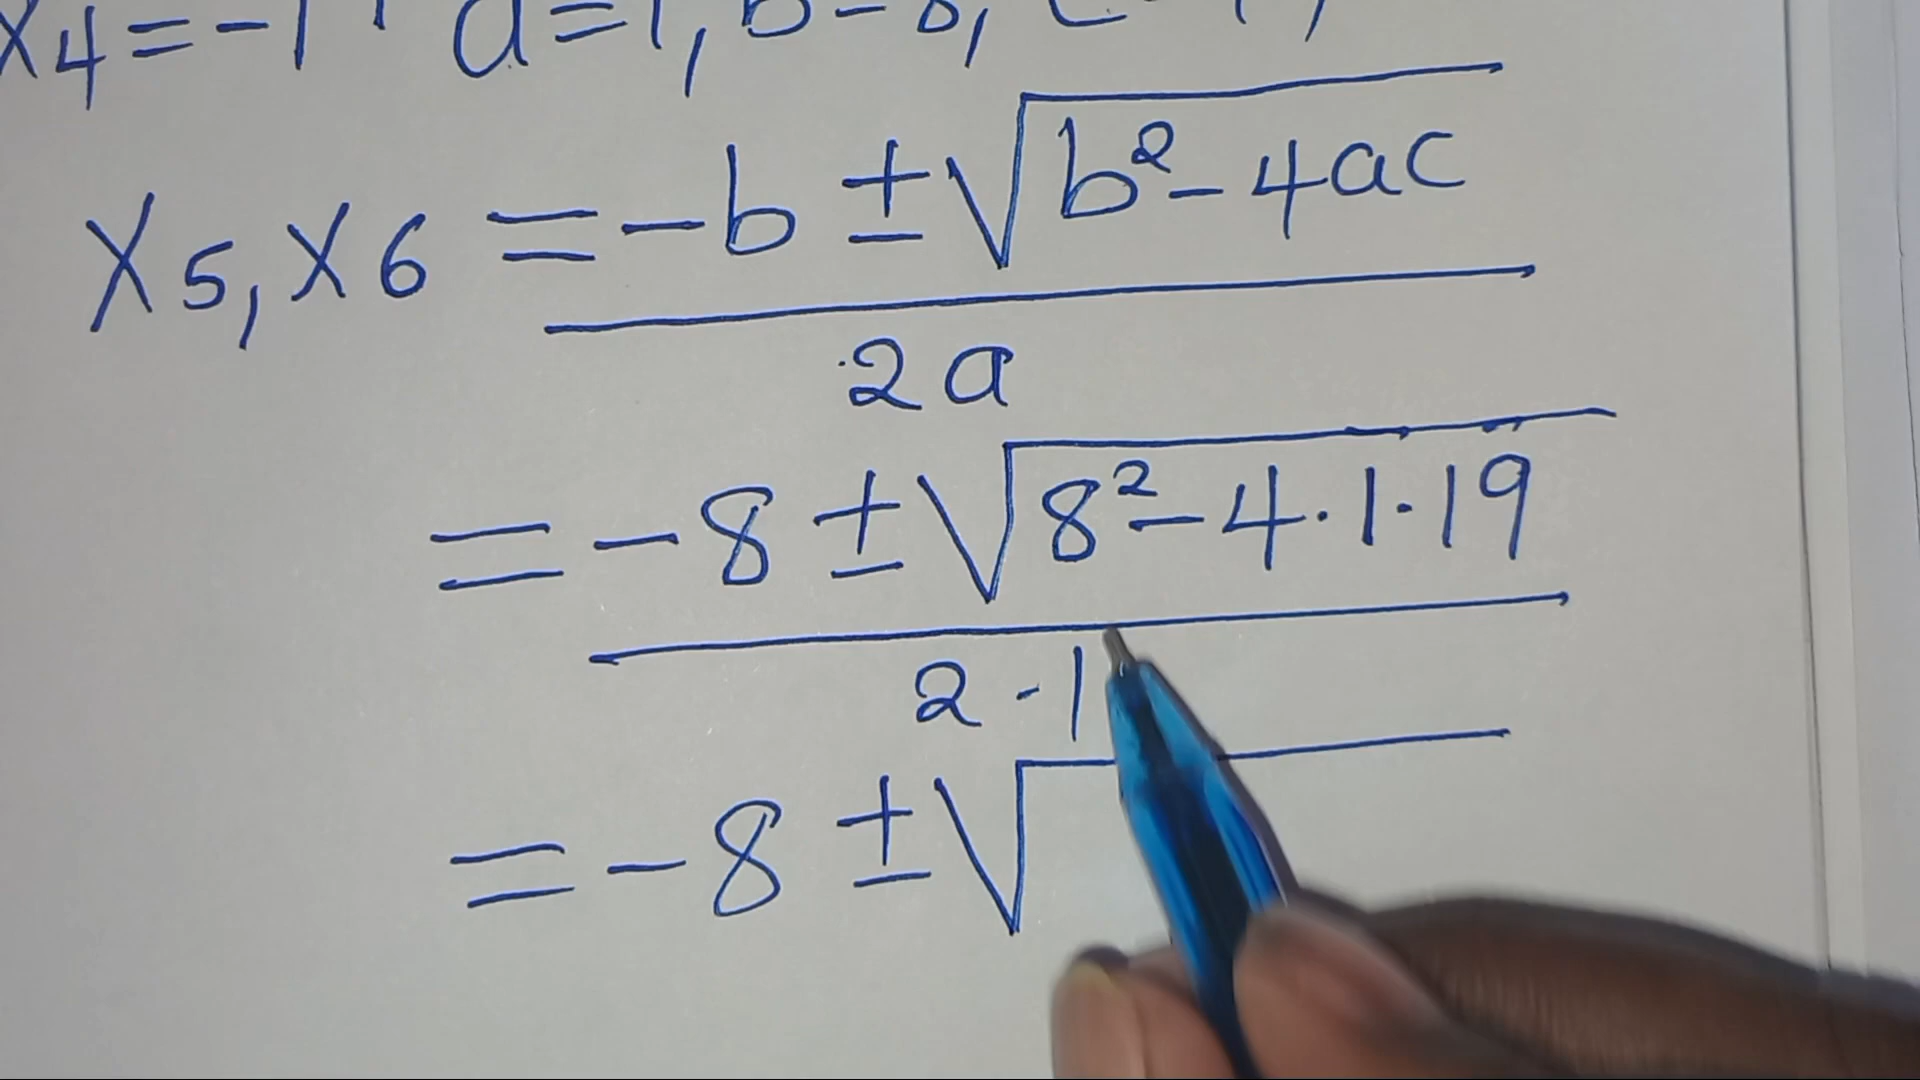 x4 = -1 a=1, b=8, c=19
x5, x6 = -b ± √b² - 4ac
2a
= -8 ± √8² - 4·1·19
2·1
= -8 ± √